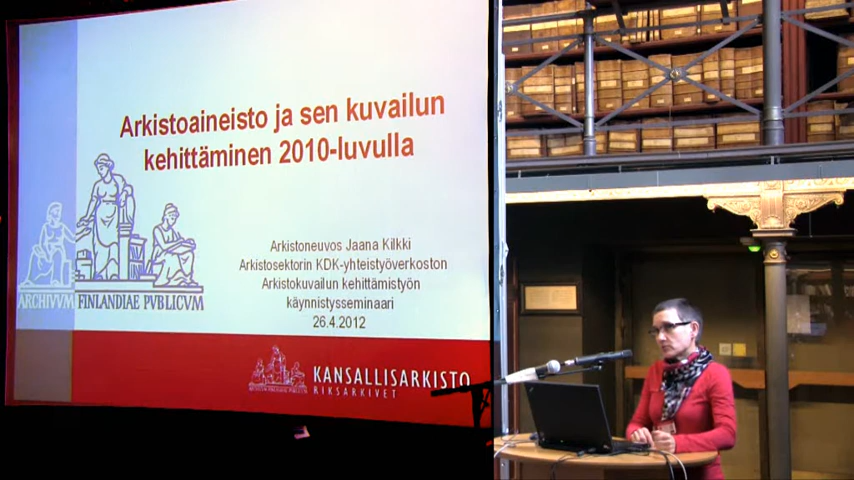 Arkistoaineisto ja sen kuvailun
kehittäminen 2010-luvulla
Arkistoneuvos Jaana Kilkki
Arkistosektorin KDK-yhteistyöverkoston
Arkistokuvailun kehittämistyön
käynnistysseminaari
26.4.2012
ARCHIVVM FINLANDIAE PVBLICVM
KANSALLISARKISTO
RIKSARKIVET